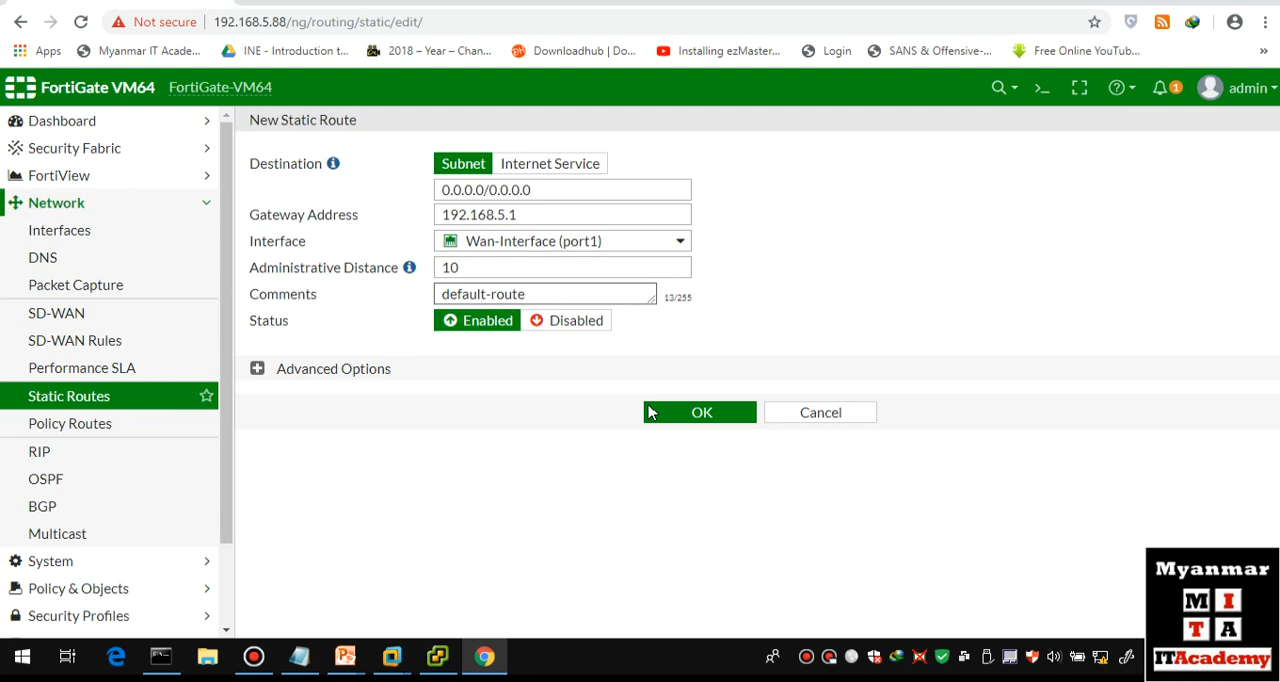 Not secure | 192.168.5.88/ng/routing/static/edit/
Apps Myanmar IT Acade... INE - Introduction t... 2018 – Year – Chan... Downloadhub | Do... Installing ezMaster... Login SANS & Offensive-... Free Online YouTub... »
FortiGate VM64 FortiGate-VM64 >_ ? 1 admin
Dashboard
Security Fabric
FortiView
Network
Interfaces
DNS
Packet Capture
SD-WAN
SD-WAN Rules
Performance SLA
Static Routes
Policy Routes
RIP
OSPF
BGP
Multicast
System
Policy & Objects
Security Profiles
New Static Route
Destination Subnet Internet Service
0.0.0.0/0.0.0.0
Gateway Address 192.168.5.1
Interface Wan-Interface (port1)
Administrative Distance 10
Comments default-route 13/255
Status Enabled Disabled
Advanced Options
OK Cancel
Myanmar
M I
T A
ITAcademy